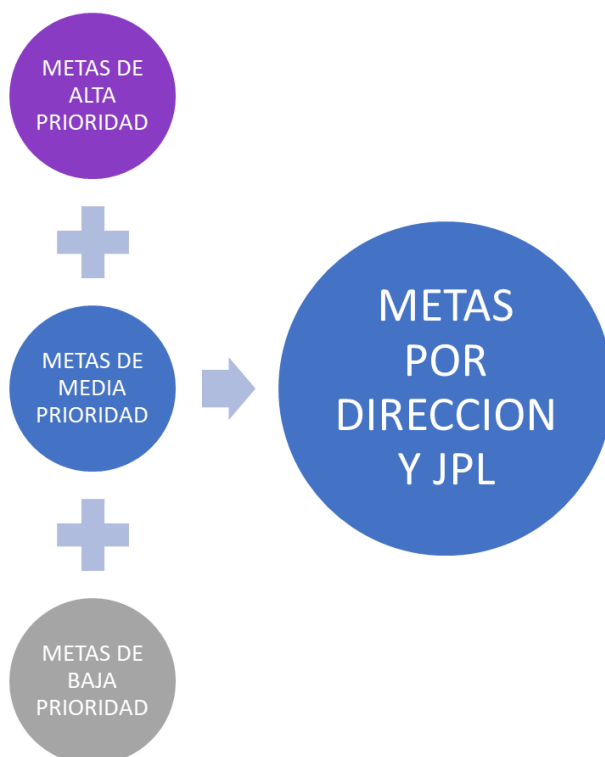 METAS DE
ALTA
PRIORIDAD
METAS DE
MEDIA
PRIORIDAD
METAS DE
BAJA
PRIORIDAD
METAS
POR
DIRECCION
Y JPL